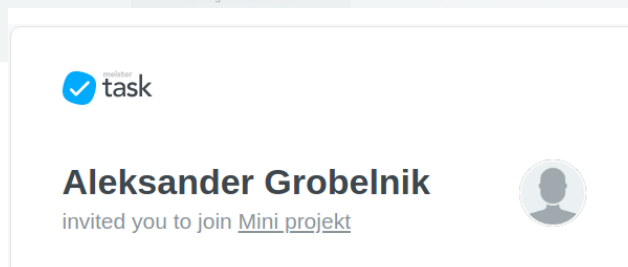 meister
task
Aleksander Grobelnik
invited you to join Mini projekt